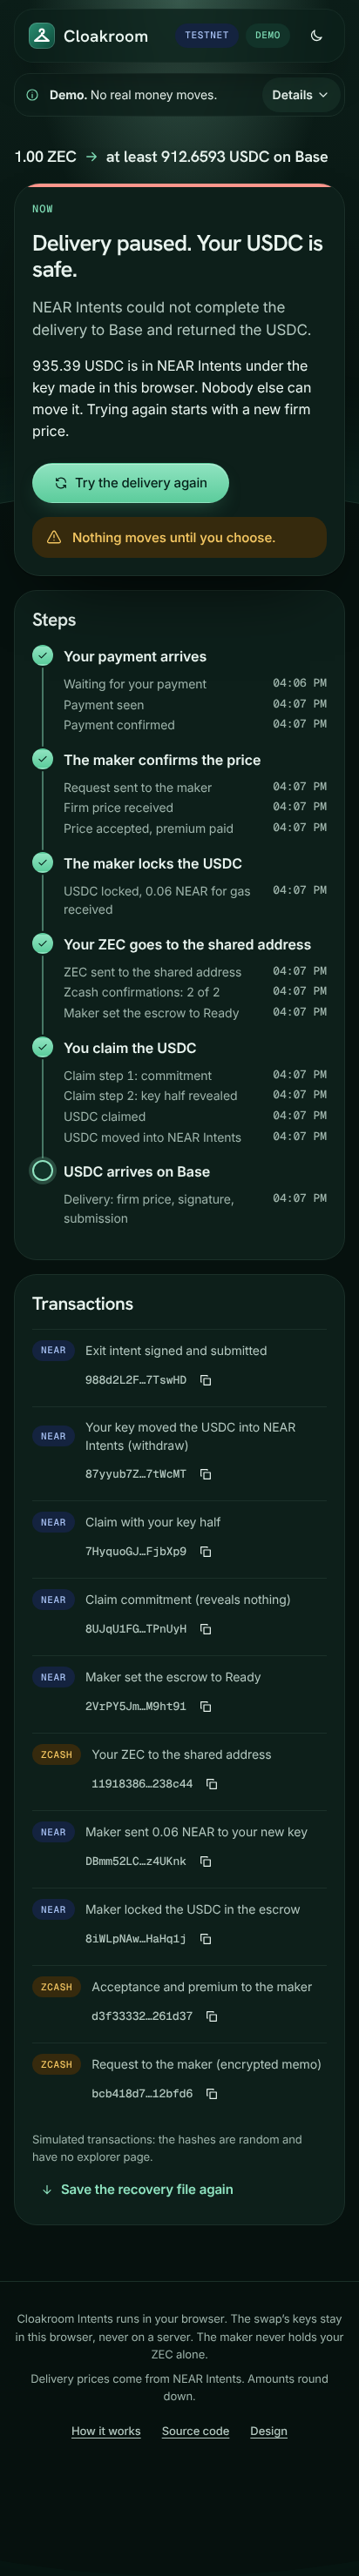 Cloakroom
TESTNET
DEMO
Demo. No real money moves.
Details
1.00 ZEC → at least 912.6593 USDC on Base
NOW
Delivery paused. Your USDC is
safe.
NEAR Intents could not complete the
delivery to Base and returned the USDC.
935.39 USDC is in NEAR Intents under the
key made in this browser. Nobody else can
move it. Trying again starts with a new firm
price.
Try the delivery again
Nothing moves until you choose.
Steps
Your payment arrives
Waiting for your payment 04:06 PM
Payment seen 04:07 PM
Payment confirmed 04:07 PM
The maker confirms the price
Request sent to the maker 04:07 PM
Firm price received 04:07 PM
Price accepted, premium paid 04:07 PM
The maker locks the USDC
USDC locked, 0.06 NEAR for gas 04:07 PM
received
Your ZEC goes to the shared address
ZEC sent to the shared address 04:07 PM
Zcash confirmations: 2 of 2 04:07 PM
Maker set the escrow to Ready 04:07 PM
You claim the USDC
Claim step 1: commitment 04:07 PM
Claim step 2: key half revealed 04:07 PM
USDC claimed 04:07 PM
USDC moved into NEAR Intents 04:07 PM
USDC arrives on Base
Delivery: firm price, signature, 04:07 PM
submission
Transactions
NEAR Exit intent signed and submitted
988d2L2F…7TswHD
NEAR Your key moved the USDC into NEAR
Intents (withdraw)
87yyub7Z…7tWcMT
NEAR Claim with your key half
7HyquoGJ…FjbXp9
NEAR Claim commitment (reveals nothing)
8UJqU1FG…TPnUyH
NEAR Maker set the escrow to Ready
2VrPY5Jm…M9ht91
ZCASH Your ZEC to the shared address
11918386…238c44
NEAR Maker sent 0.06 NEAR to your new key
DBmm52LC…z4UKnk
NEAR Maker locked the USDC in the escrow
8iWLpNAw…HaHq1j
ZCASH Acceptance and premium to the maker
d3f33332…261d37
ZCASH Request to the maker (encrypted memo)
bcb418d7…12bfd6
Simulated transactions: the hashes are random and
have no explorer page.
Save the recovery file again
Cloakroom Intents runs in your browser. The swap's keys stay
in this browser, never on a server. The maker never holds your
ZEC alone.
Delivery prices come from NEAR Intents. Amounts round
down.
How it works
Source code
Design